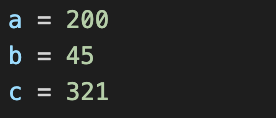 a = 200
b = 45
c = 321